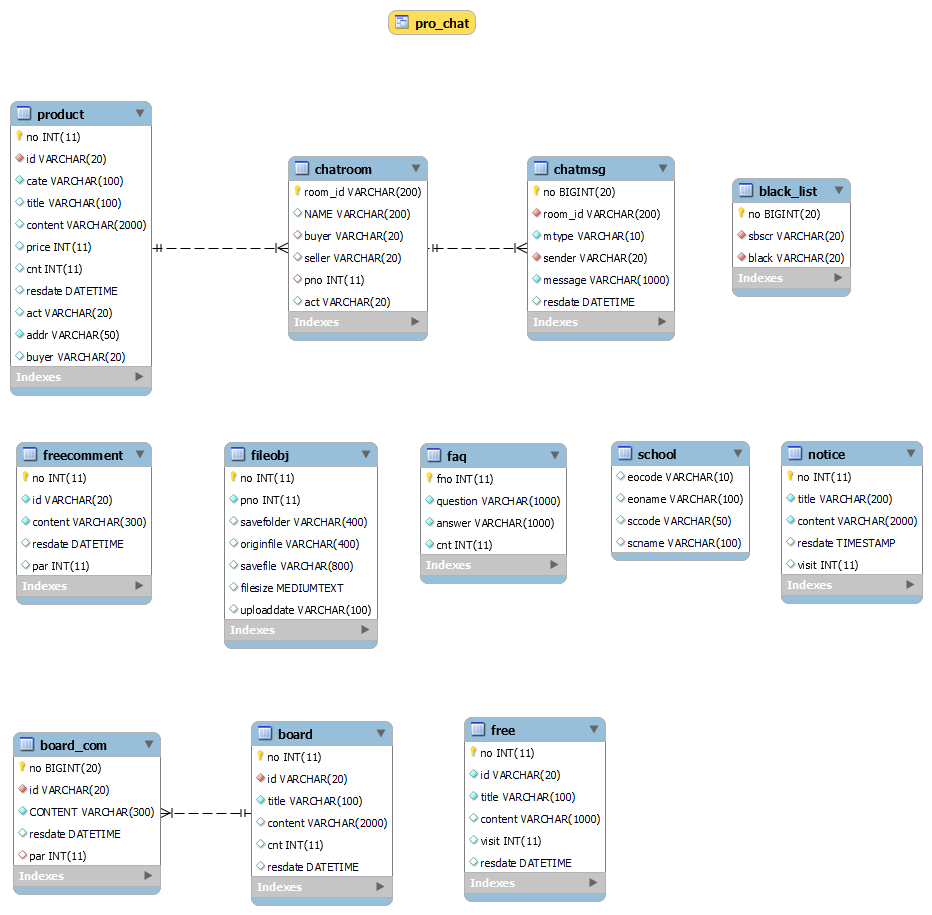 pro_chat
product
no INT(11)
id VARCHAR(20)
cate VARCHAR(100)
title VARCHAR(100)
content VARCHAR(2000)
price INT(11)
cnt INT(11)
resdate DATETIME
act VARCHAR(20)
addr VARCHAR(50)
buyer VARCHAR(20)
Indexes
chatroom
room_id VARCHAR(200)
NAME VARCHAR(200)
buyer VARCHAR(20)
seller VARCHAR(20)
pno INT(11)
act VARCHAR(20)
Indexes
chatmsg
no BIGINT(20)
room_id VARCHAR(200)
mtype VARCHAR(10)
sender VARCHAR(20)
message VARCHAR(1000)
resdate DATETIME
Indexes
black_list
no BIGINT(20)
sbscr VARCHAR(20)
black VARCHAR(20)
Indexes
freecomment
no INT(11)
id VARCHAR(20)
content VARCHAR(300)
resdate DATETIME
par INT(11)
Indexes
fileobj
no INT(11)
pno INT(11)
savefolder VARCHAR(400)
originfile VARCHAR(400)
savefile VARCHAR(800)
filesize MEDIUMTEXT
uploaddate VARCHAR(100)
Indexes
faq
fno INT(11)
question VARCHAR(1000)
answer VARCHAR(1000)
cnt INT(11)
Indexes
school
eocode VARCHAR(10)
eoname VARCHAR(100)
sccode VARCHAR(50)
scname VARCHAR(100)
notice
no INT(11)
title VARCHAR(200)
content VARCHAR(2000)
resdate TIMESTAMP
visit INT(11)
Indexes
board_com
no BIGINT(20)
id VARCHAR(20)
CONTENT VARCHAR(300)
resdate DATETIME
par INT(11)
Indexes
board
no INT(11)
id VARCHAR(20)
title VARCHAR(100)
content VARCHAR(2000)
cnt INT(11)
resdate DATETIME
Indexes
free
no INT(11)
id VARCHAR(20)
title VARCHAR(100)
content VARCHAR(1000)
visit INT(11)
resdate DATETIME
Indexes